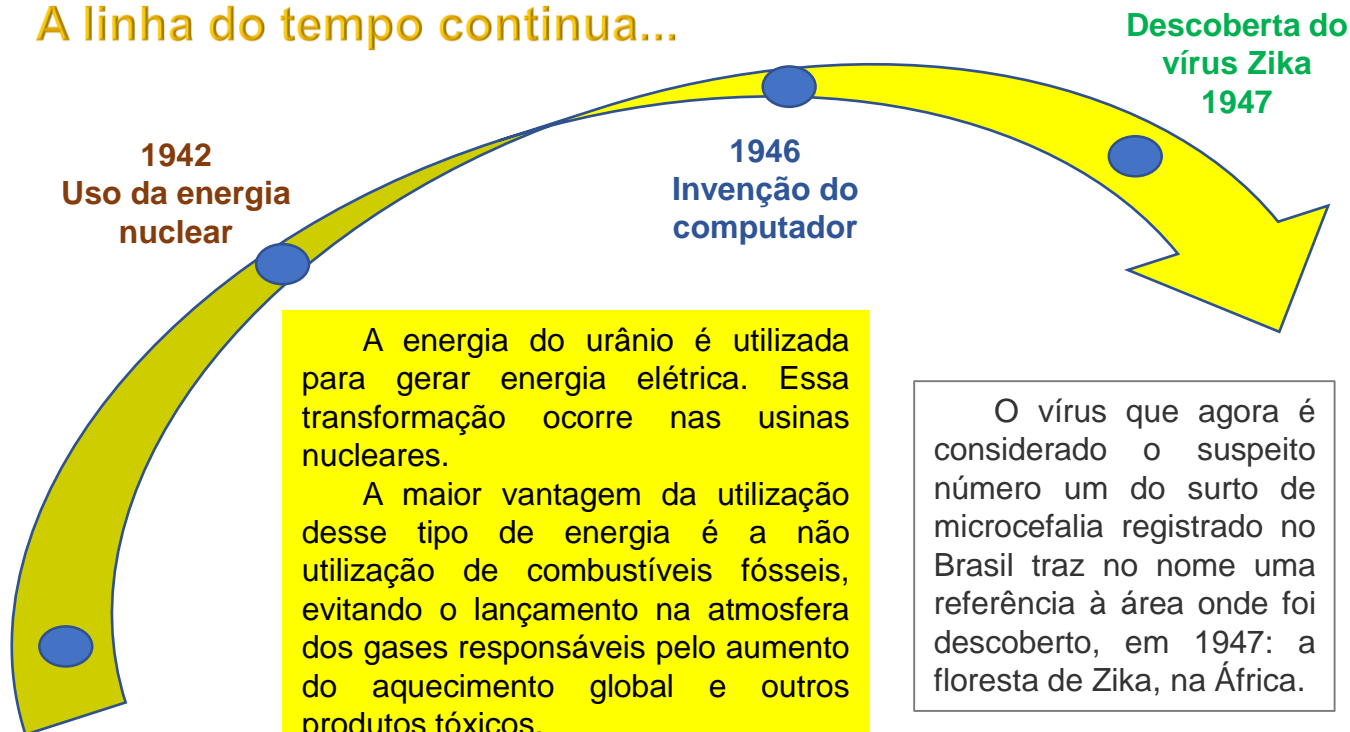 A linha do tempo continua...
Descoberta do
vírus Zika
1947
1942
Uso da energia
nuclear
1946
Invenção do
computador
A energia do urânio é utilizada
para gerar energia elétrica. Essa
transformação ocorre nas usinas
nucleares.
A maior vantagem da utilização
desse tipo de energia é a não
utilização de combustíveis fósseis,
evitando o lançamento na atmosfera
dos gases responsáveis pelo aumento
do aquecimento global e outros
produtos tóxicos.
O vírus que agora é
considerado o suspeito
número um do surto de
microcefalia registrado no
Brasil traz no nome uma
referência à área onde foi
descoberto, em 1947: a
floresta de Zika, na África.